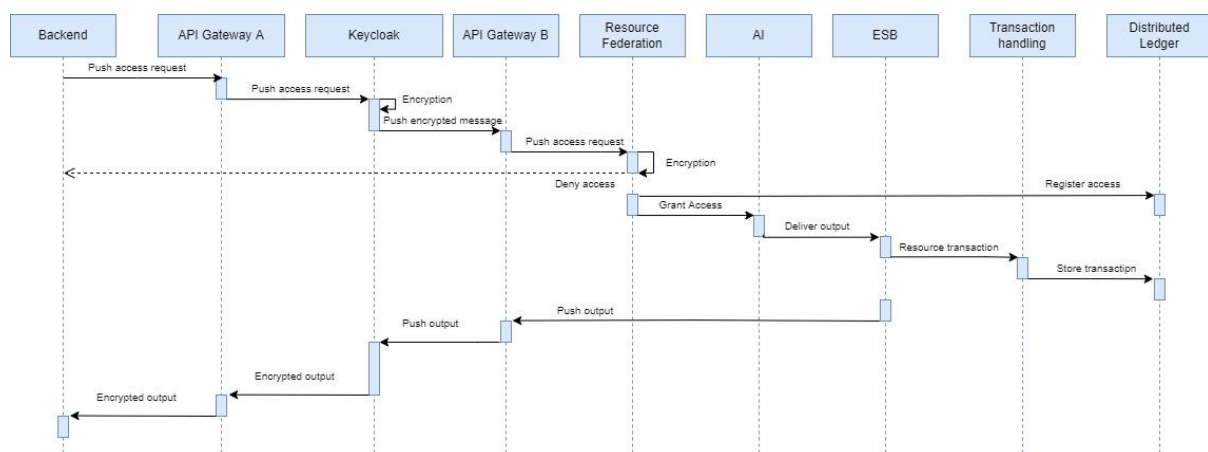 Backend
API Gateway A
Keycloak
API Gateway B
Resource
Federation
AI
ESB
Transaction
handling
Distributed
Ledger
Push access request
Push access request
Encryption
Push encrypted message
Push access request
Encryption
Deny access
Register access
Grant Access
Deliver output
Resource transaction
Store transaction
Push output
Push output
Encrypted output
Encrypted output